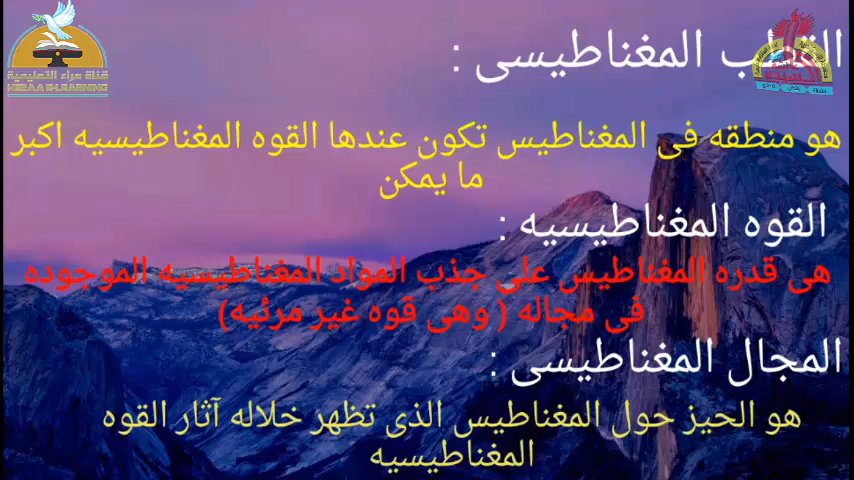 قناة حراء التعليمية
HERAA E-LEARNING
القطب المغناطيسى :
هو منطقه فى المغناطيس تكون عندها القوه المغناطيسيه اكبر
ما يمكن
القوه المغناطيسيه :
هى قدره المغناطيس على جذب المواد المغناطيسيه الموجوده
فى مجاله ( وهى قوه غير مرئيه)
المجال المغناطيسى :
هو الحيز حول المغناطيس الذى تظهر خلاله آثار القوه
المغناطيسيه